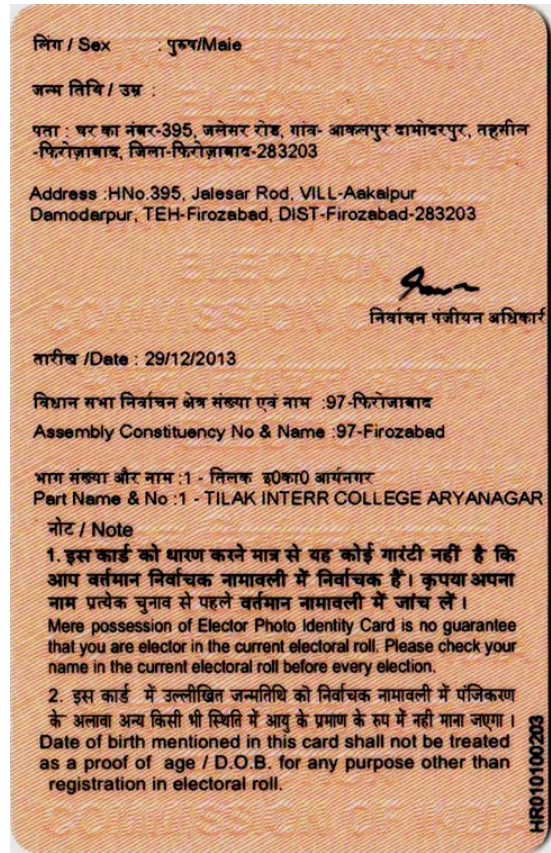 लिंग / Sex : पुरुष/Male
जन्म तिथि / उम्र :
पता : घर का नंबर-395, जलेसर रोड, गांव- आकलपुर दामोदरपुर, तहसील
-फिरोज़ाबाद, जिला-फिरोज़ाबाद-283203
Address :HNo.395, Jalesar Rod, VILL-Aakalpur
Damodarpur, TEH-Firozabad, DIST-Firozabad-283203
निर्वाचन पंजीयन अधिकारी
तारीख /Date : 29/12/2013
विधान सभा निर्वाचन क्षेत्र संख्या एवं नाम :97-फिरोजाबाद
Assembly Constituency No & Name :97-Firozabad
भाग संख्या और नाम :1 - तिलक इ0का0 आर्यनगर
Part Name & No :1 - TILAK INTERR COLLEGE ARYANAGAR
नोट / Note
1. इस कार्ड को धारण करने मात्र से यह कोई गारंटी नहीं है कि
आप वर्तमान निर्वाचक नामावली में निर्वाचक हैं। कृपया अपना
नाम प्रत्येक चुनाव से पहले वर्तमान नामावली में जांच लें।
Mere possession of Elector Photo Identity Card is no guarantee
that you are elector in the current electoral roll. Please check your
name in the current electoral roll before every election.
2. इस कार्ड में उल्लीखित जन्मतिथि को निर्वाचक नामावली में पंजिकरण
के अलावा अन्य किसी भी स्थिति में आयु के प्रमाण के रुप में नही माना जएगा ।
Date of birth mentioned in this card shall not be treated
as a proof of age / D.O.B. for any purpose other than
registration in electoral roll.
HR010100203